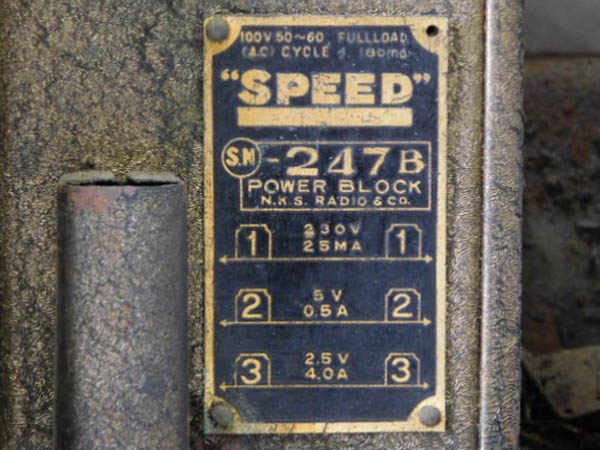 100V 50~60 FULLLOAD
(A.C) CYCLE
"SPEED"
S.N -247B
POWER BLOCK
N.K.S. RADIO & CO.
1 230V 1
25MA
2 5V 2
0.5A
3 2.5V 3
4.0A